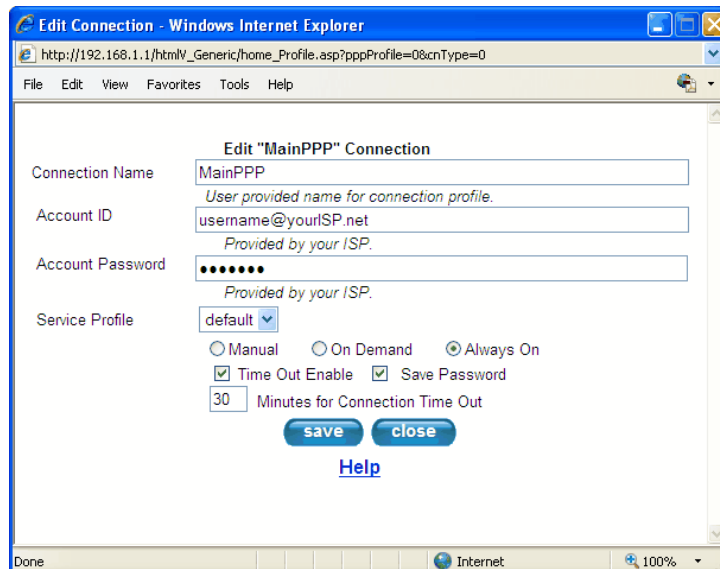 Edit Connection - Windows Internet Explorer
http://192.168.1.1/htmlV_Generic/home_Profile.asp?pppProfile=0&cnType=0
File Edit View Favorites Tools Help
Edit "MainPPP" Connection
Connection Name MainPPP
User provided name for connection profile.
Account ID username@yourISP.net
Provided by your ISP.
Account Password •••••••
Provided by your ISP.
Service Profile default
Manual On Demand Always On
Time Out Enable Save Password
30 Minutes for Connection Time Out
save close
Help
Done Internet 100%